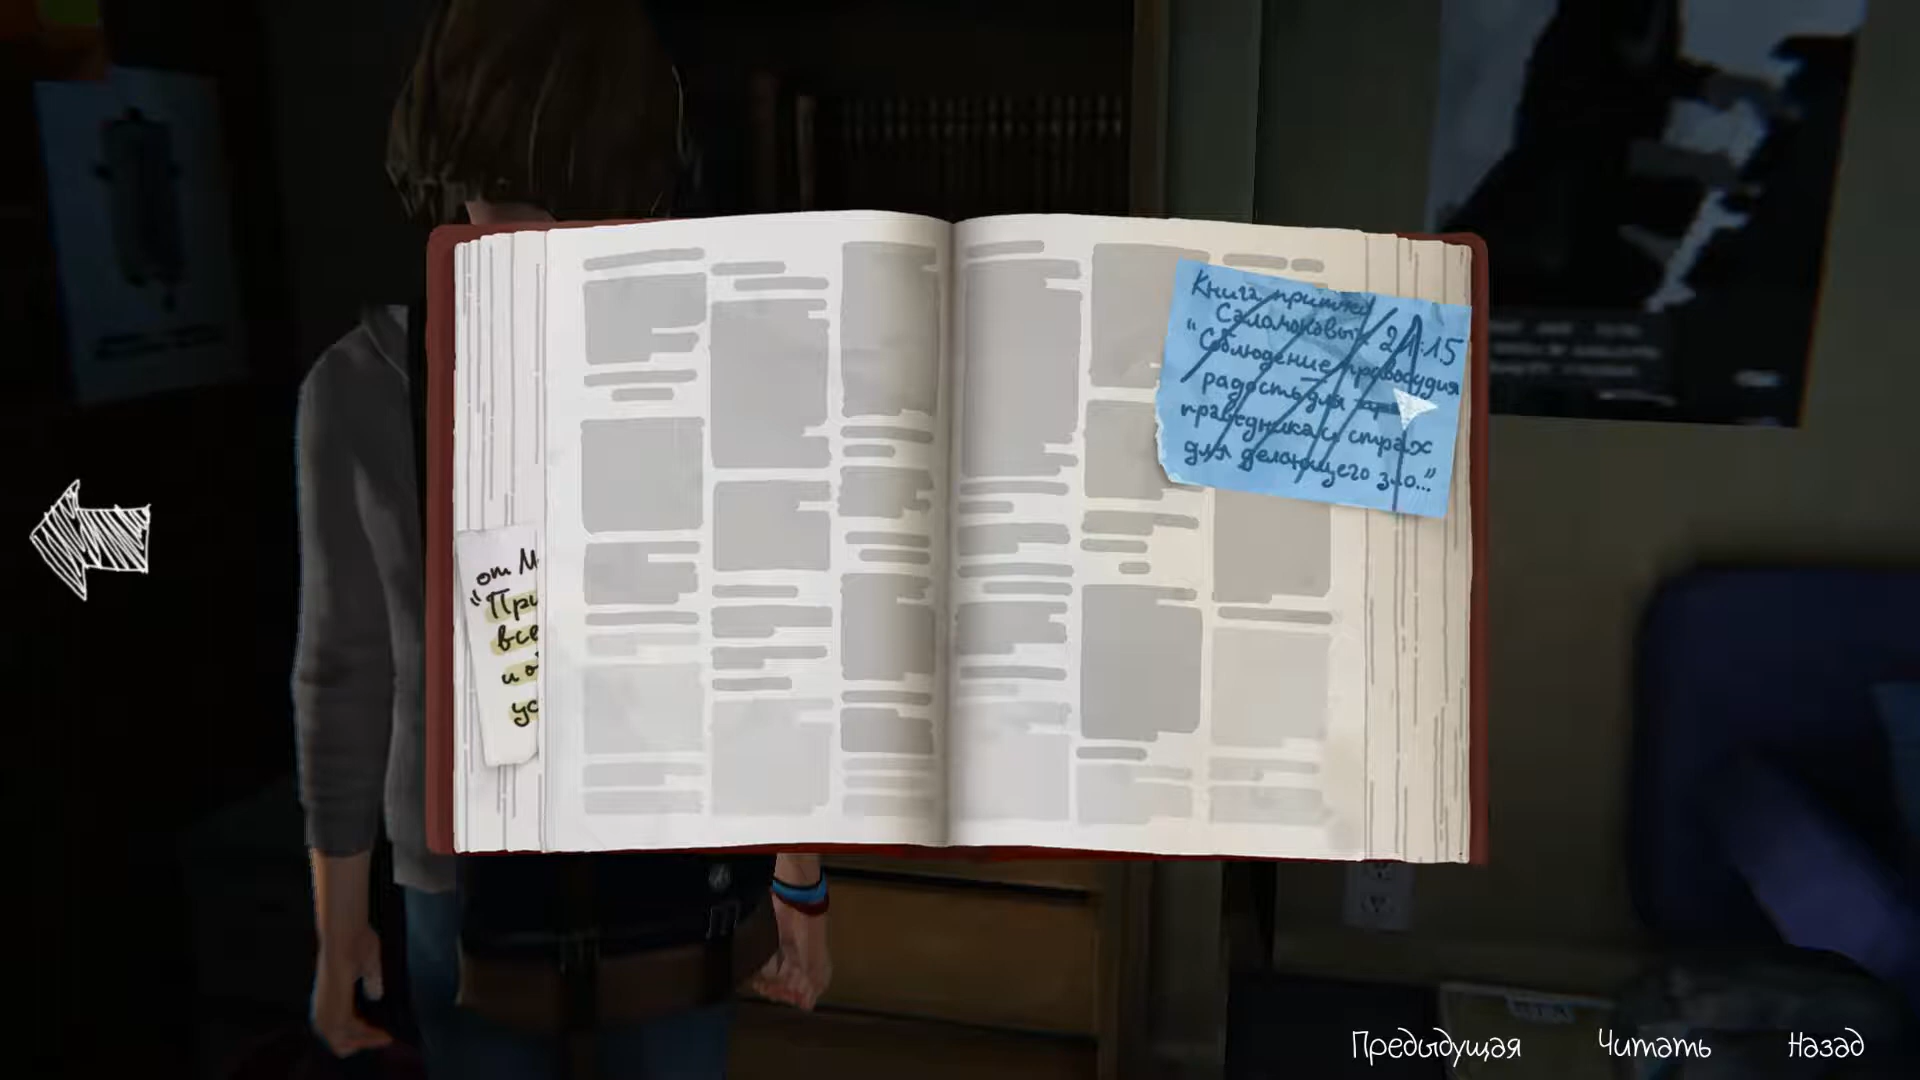 Книга притчей
Саломоновых 21:15
"Соблюдение правосудия
радость для
праведника и страх
для делающего зло..."
от М
"При
все
и о
ус
Предыдущая Читать Назад